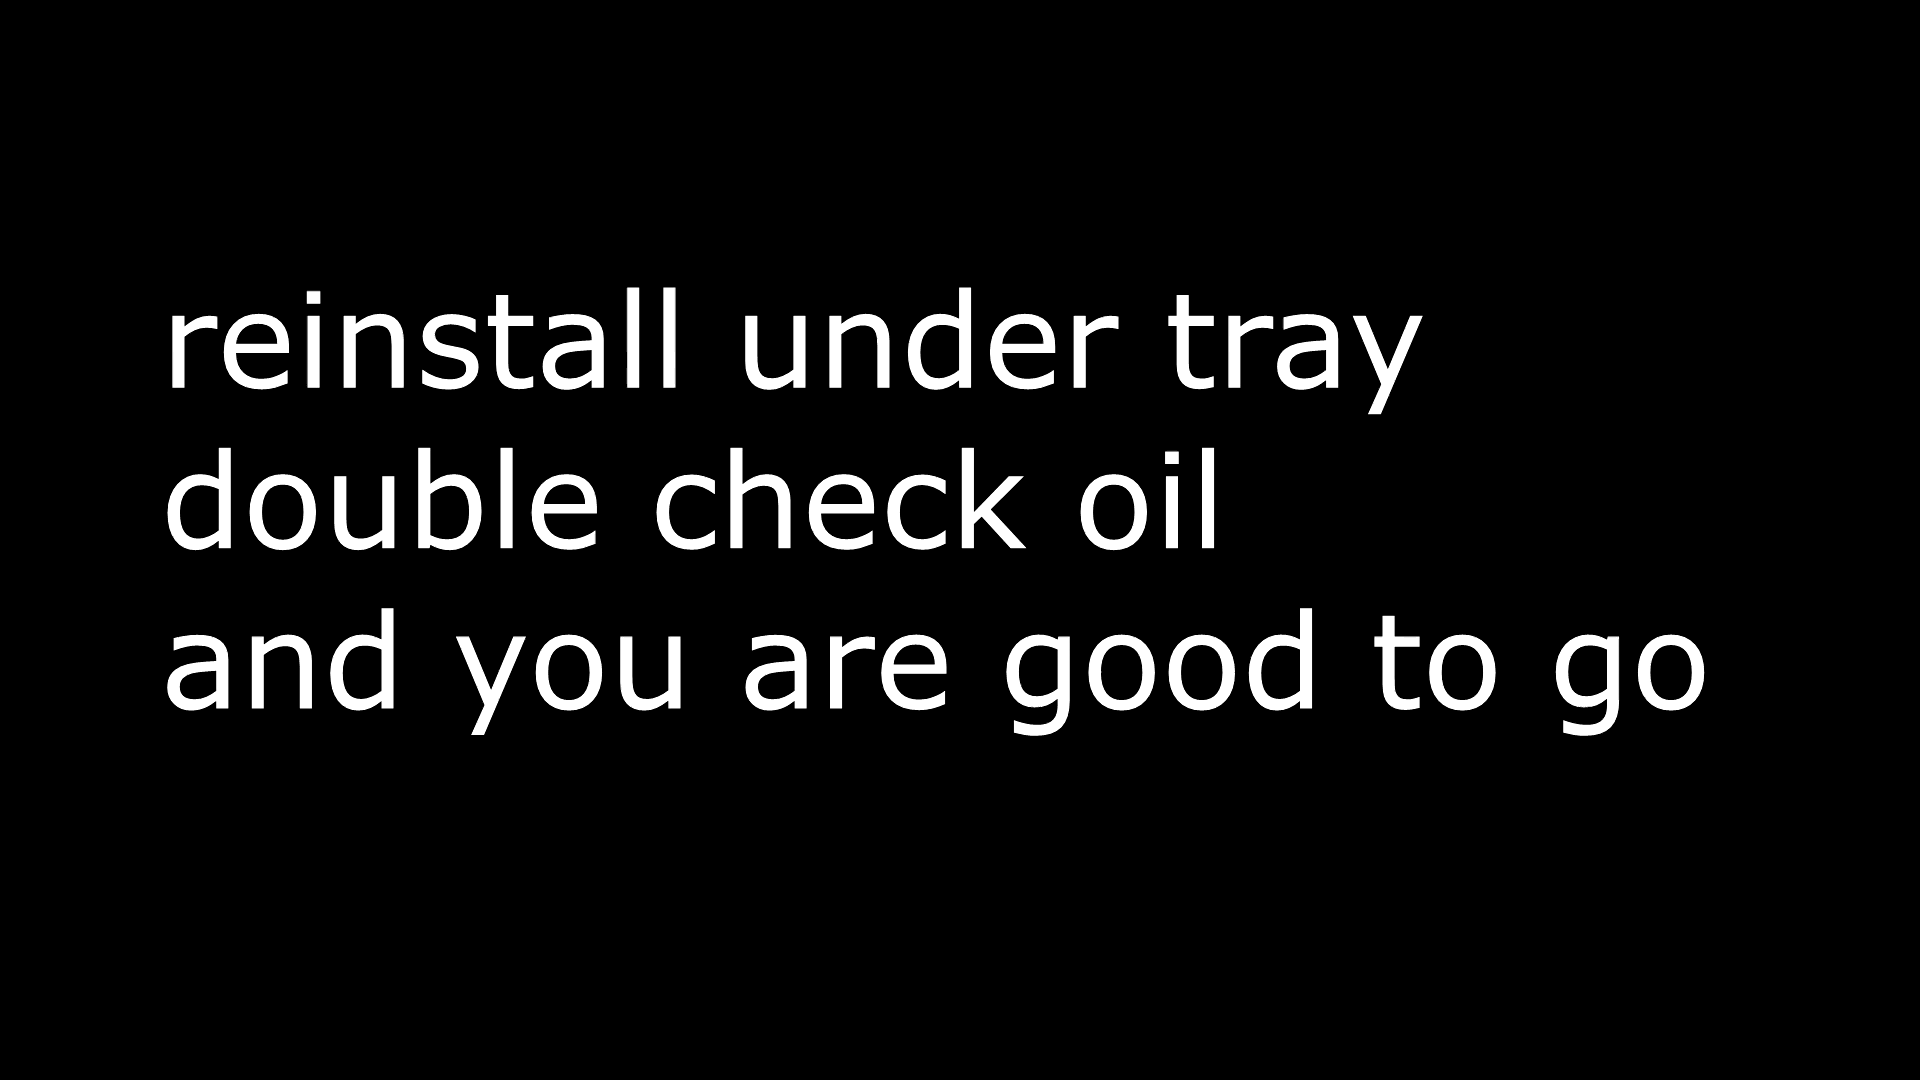 reinstall under tray
double check oil
and you are good to go